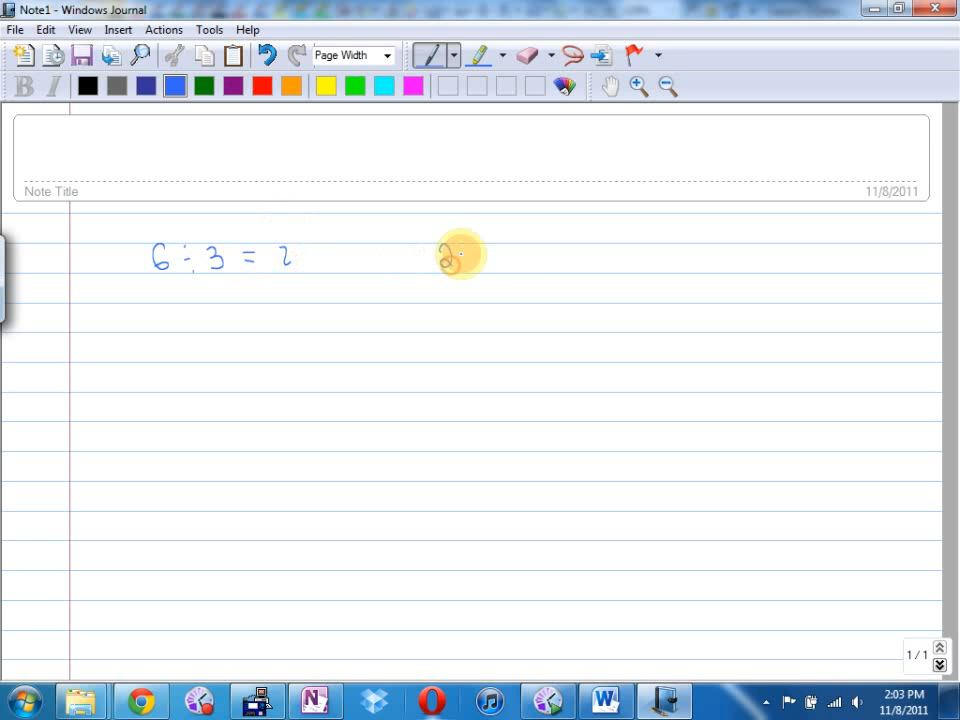 Note1 - Windows Journal
File Edit View Insert Actions Tools Help
Page Width
B I
Note Title 11/8/2011
6 ÷ 3 = 2 2
1 / 1
N W
2:03 PM
11/8/2011